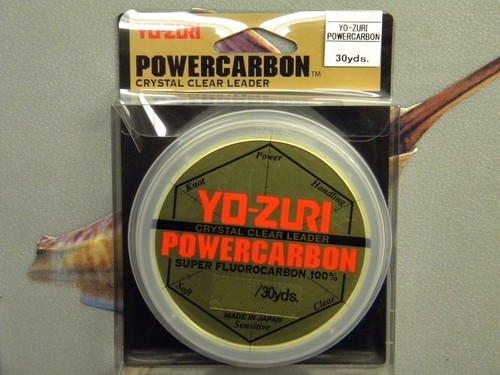 YO-ZURI
POWERCARBON™
CRYSTAL CLEAR LEADER
YO-ZURI
POWERCARBON
30yds.
Power
Knot
Handling
YO-ZURI
CRYSTAL CLEAR LEADER
POWERCARBON
SUPER FLUOROCARBON 100%
/30yds.
Soft
Clear
MADE IN JAPAN
Sensitive